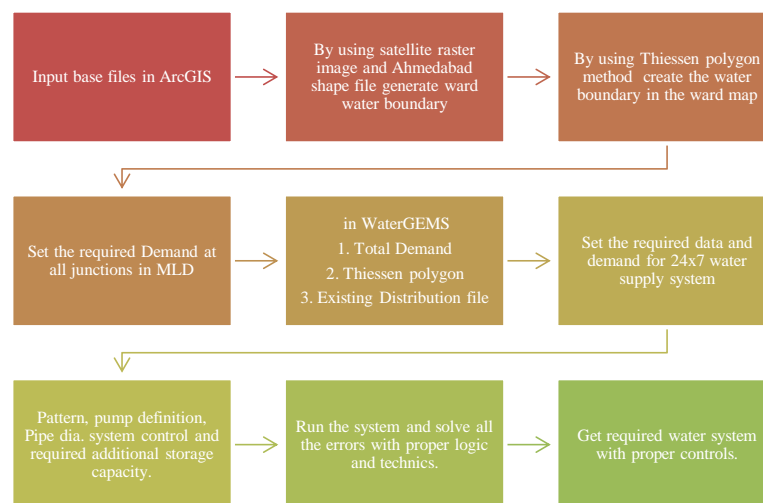 Input base files in ArcGIS
By using satellite raster
image and Ahmedabad
shape file generate ward
water boundary
By using Thiessen polygon
method create the water
boundary in the ward map
Set the required Demand at
all junctions in MLD
in WaterGEMS
1. Total Demand
2. Thiessen polygon
3. Existing Distribution file
Set the required data and
demand for 24x7 water
supply system
Pattern, pump definition,
Pipe dia. system control and
required additional storage
capacity.
Run the system and solve all
the errors with proper logic
and technics.
Get required water system
with proper controls.